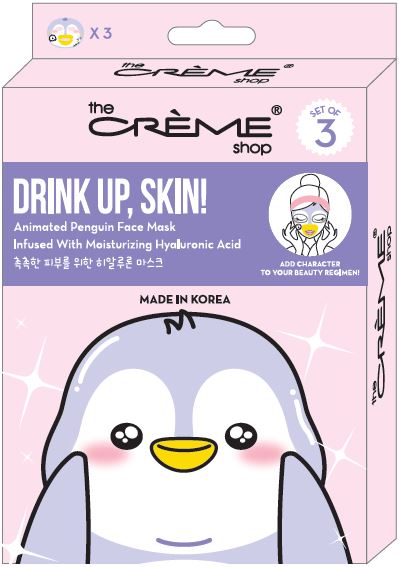 X 3
the
CRÈME®
shop
the
CRÈME®
shop
SET OF
3
DRINK UP, SKIN!
Animated Penguin Face Mask
Infused With Moisturizing Hyaluronic Acid
촉촉한 피부를 위한 히알루론 마스크
ADD CHARACTER
TO YOUR BEAUTY REGIMEN!
MADE IN KOREA
the
CRÈME®
shop